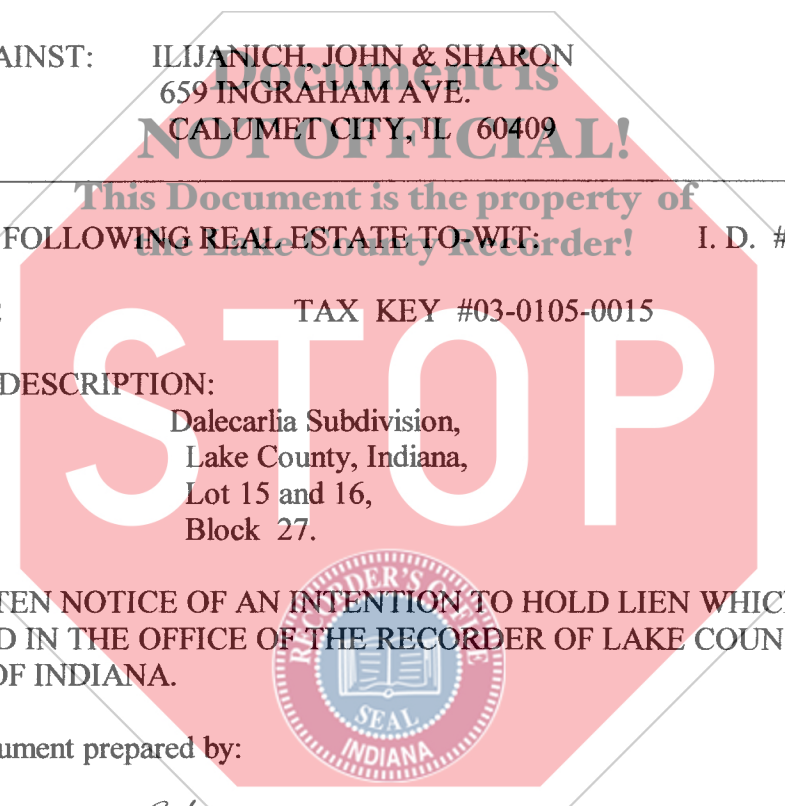 AINST: ILIJANICH, JOHN & SHARON
Document is
659 INGRAHAM AVE.
NOT OFFICIAL!
CALUMET CITY, IL 60409
This Document is the property of
the Lake County Recorder!
FOLLOWING REAL ESTATE TO-WIT: I. D. #
TAX KEY #03-0105-0015
STOP
DESCRIPTION:
Dalecarlia Subdivision,
Lake County, Indiana,
Lot 15 and 16,
Block 27.
RECORDER'S OFFICE
SEAL
INDIANA
TEN NOTICE OF AN INTENTION TO HOLD LIEN WHIC
D IN THE OFFICE OF THE RECORDER OF LAKE COUN
OF INDIANA.
ument prepared by: